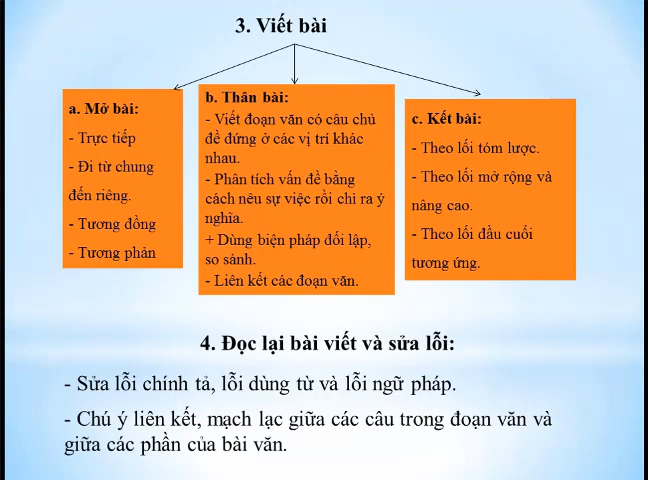 3. Viết bài
a. Mở bài:
- Trực tiếp
- Đi từ chung
đến riêng.
- Tương đồng
- Tương phản
b. Thân bài:
- Viết đoạn văn có câu chủ
đề đứng ở các vị trí khác
nhau.
- Phân tích vấn đề bằng
cách nêu sự việc rồi chỉ ra ý
nghĩa.
+ Dùng biện pháp đối lập,
so sánh.
- Liên kết các đoạn văn.
c. Kết bài:
- Theo lối tóm lược.
- Theo lối mở rộng và
nâng cao.
- Theo lối đầu cuối
tương ứng.
4. Đọc lại bài viết và sửa lỗi:
- Sửa lỗi chính tả, lỗi dùng từ và lỗi ngữ pháp.
- Chú ý liên kết, mạch lạc giữa các câu trong đoạn văn và
giữa các phần của bài văn.